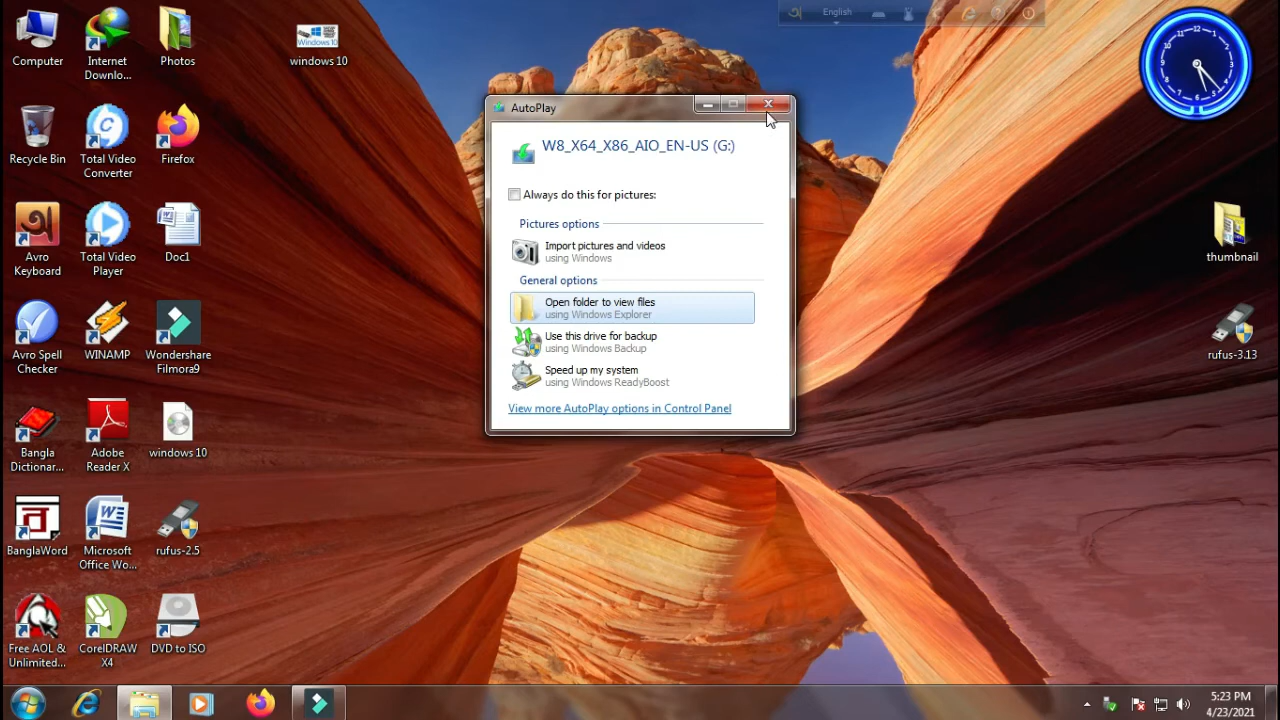 English
Computer
Internet
Downlo...
Photos
windows 10
Recycle Bin
Total Video
Converter
Firefox
Avro
Keyboard
Total Video
Player
Doc1
Avro Spell
Checker
WINAMP
Wondershare
Filmora9
Bangla
Dictionar...
Adobe
Reader X
windows 10
BanglaWord
Microsoft
Office Wo...
rufus-2.5
Free AOL &
Unlimited...
CorelDRAW
X4
DVD to ISO
AutoPlay
W8_X64_X86_AIO_EN-US (G:)
Always do this for pictures:
Pictures options
Import pictures and videos
using Windows
General options
Open folder to view files
using Windows Explorer
Use this drive for backup
using Windows Backup
Speed up my system
using Windows ReadyBoost
View more AutoPlay options in Control Panel
thumbnail
rufus-3.13
5:23 PM
4/23/2021